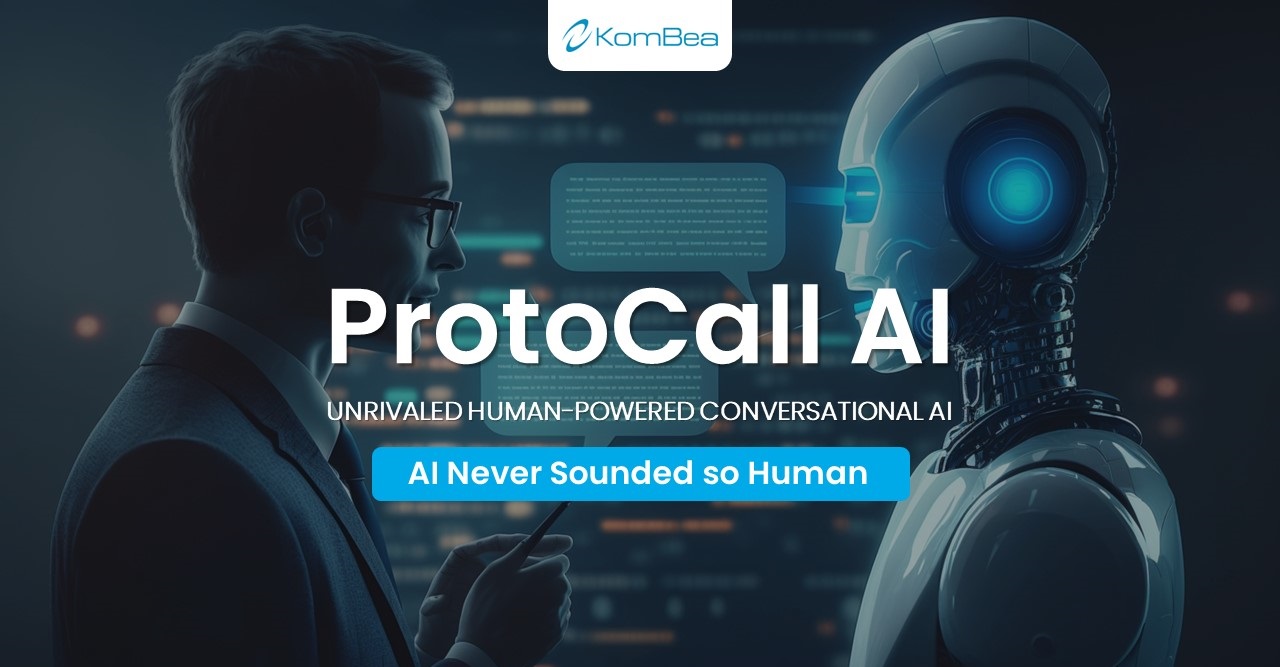 KomBea
ProtoCall AI
UNRIVALED HUMAN-POWERED CONVERSATIONAL AI
AI Never Sounded so Human